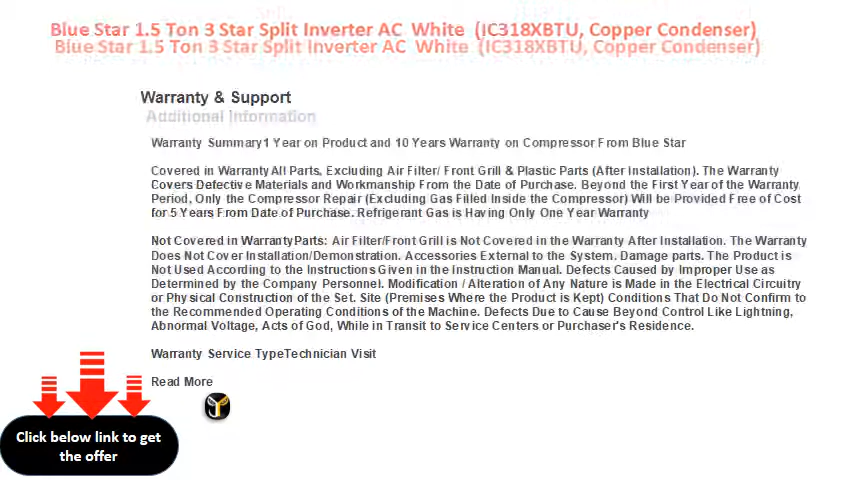 Blue Star 1.5 Ton 3 Star Split Inverter AC White (IC318XBTU, Copper Condenser)
Blue Star 1.5 Ton 3 Star Split Inverter AC White (IC318XBTU, Copper Condenser)
Warranty & Support
Additional Information
Warranty Summary1 Year on Product and 10 Years Warranty on Compressor From Blue Star
Covered in WarrantyAll Parts, Excluding Air Filter/ Front Grill & Plastic Parts (After Installation). The Warranty
Covers Defective Materials and Workmanship From the Date of Purchase. Beyond the First Year of the Warranty
Period, Only the Compressor Repair (Excluding Gas Filled Inside the Compressor) Will be Provided Free of Cost
for 5 Years From Date of Purchase. Refrigerant Gas is Having Only One Year Warranty
Not Covered in WarrantyParts: Air Filter/Front Grill is Not Covered in the Warranty After Installation. The Warranty
Does Not Cover Installation/Demonstration. Accessories External to the System. Damage parts. The Product is
Not Used According to the Instructions Given in the Instruction Manual. Defects Caused by Improper Use as
Determined by the Company Personnel. Modification / Alteration of Any Nature is Made in the Electrical Circuitry
or Physical Construction of the Set. Site (Premises Where the Product is Kept) Conditions That Do Not Confirm to
the Recommended Operating Conditions of the Machine. Defects Due to Cause Beyond Control Like Lightning,
Abnormal Voltage, Acts of God, While in Transit to Service Centers or Purchaser's Residence.
Warranty Service TypeTechnician Visit
Read More
Click below link to get
the offer